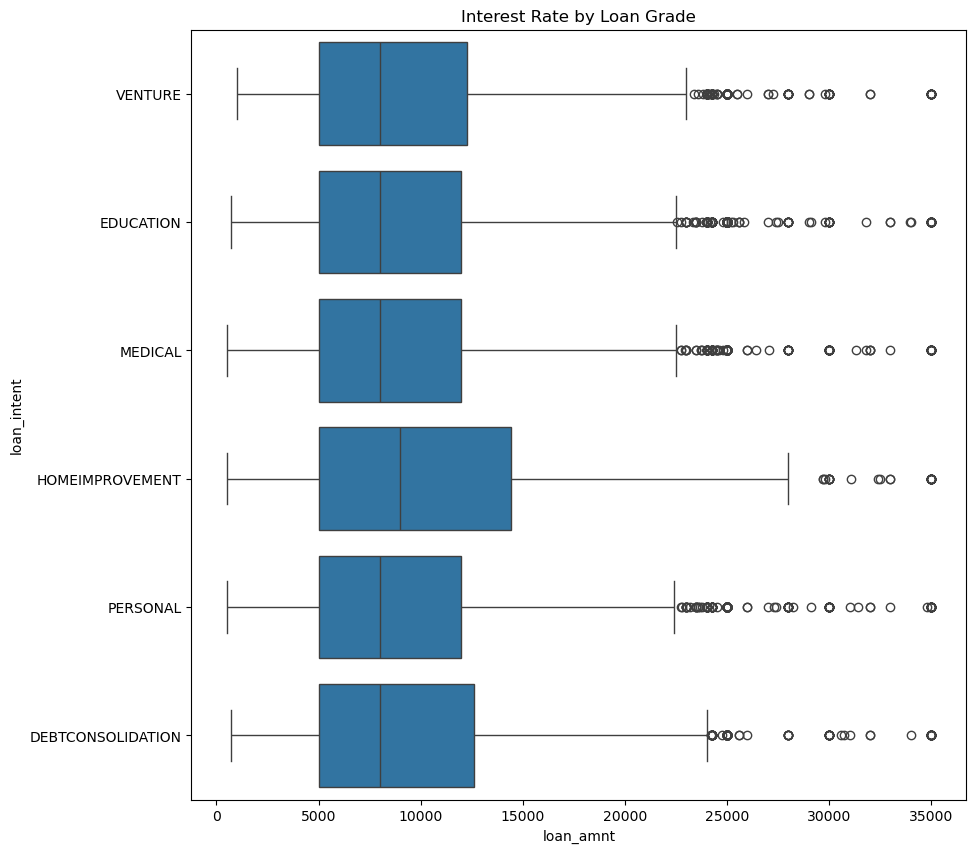 Interest Rate by Loan Grade
loan_intent
VENTURE
EDUCATION
MEDICAL
HOMEIMPROVEMENT
PERSONAL
DEBTCONSOLIDATION
0 5000 10000 15000 20000 25000 30000 35000
loan_amnt